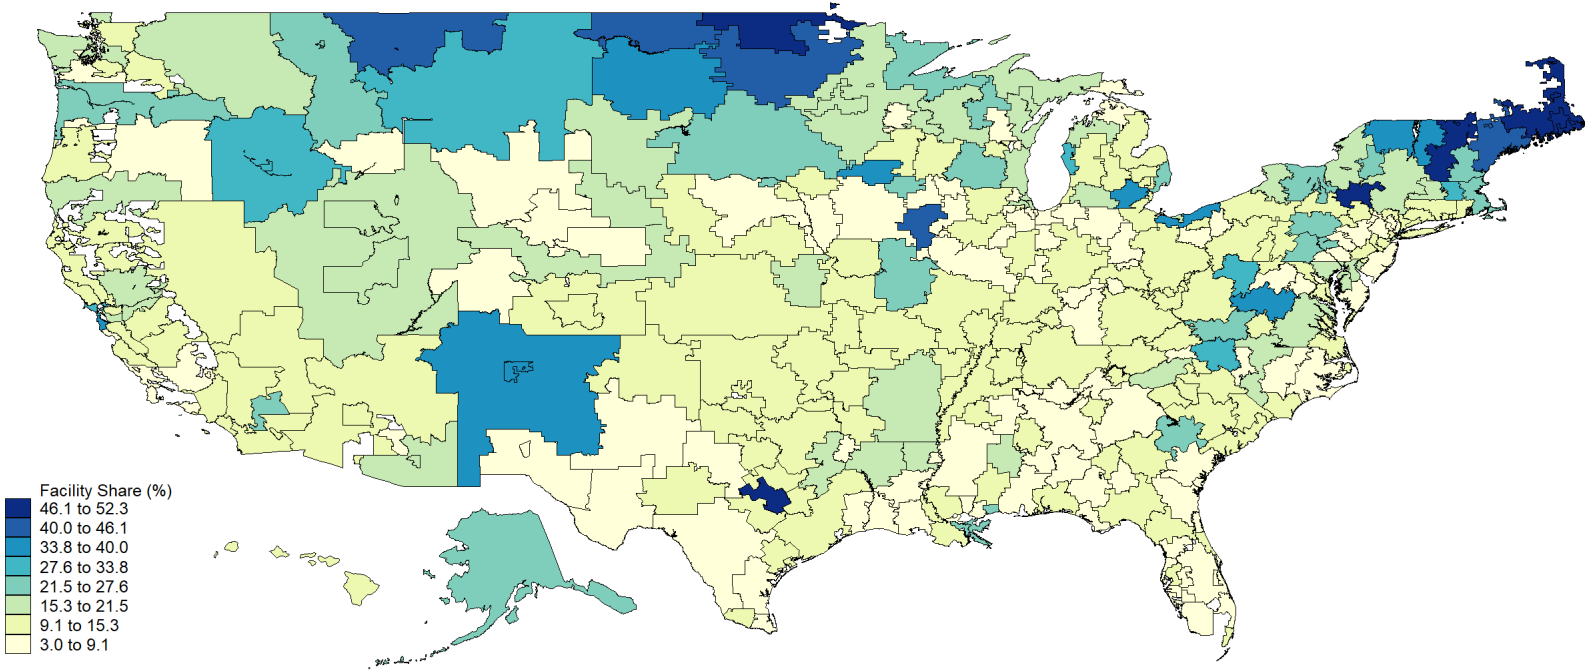 Facility Share (%)
46.1 to 52.3
40.0 to 46.1
33.8 to 40.0
27.6 to 33.8
21.5 to 27.6
15.3 to 21.5
9.1 to 15.3
3.0 to 9.1